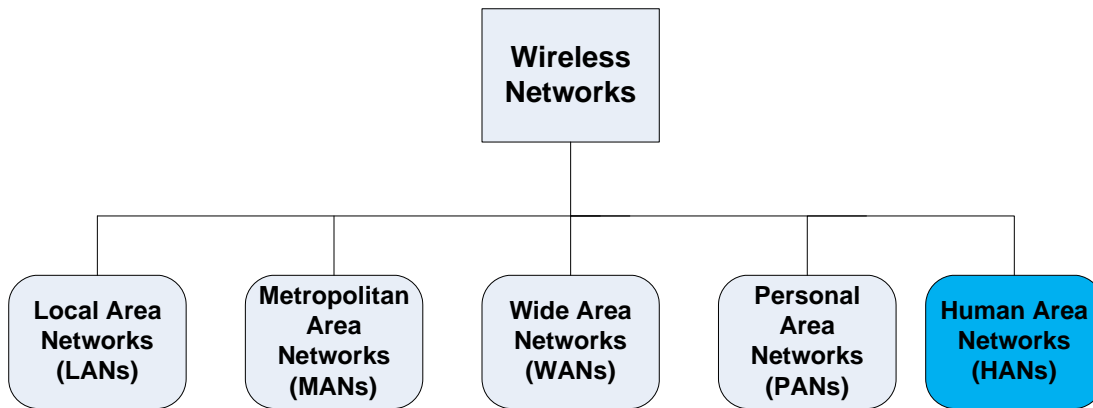 Wireless
Networks
Local Area
Networks
(LANs)
Metropolitan
Area
Networks
(MANs)
Wide Area
Networks
(WANs)
Personal
Area
Networks
(PANs)
Human Area
Networks
(HANs)